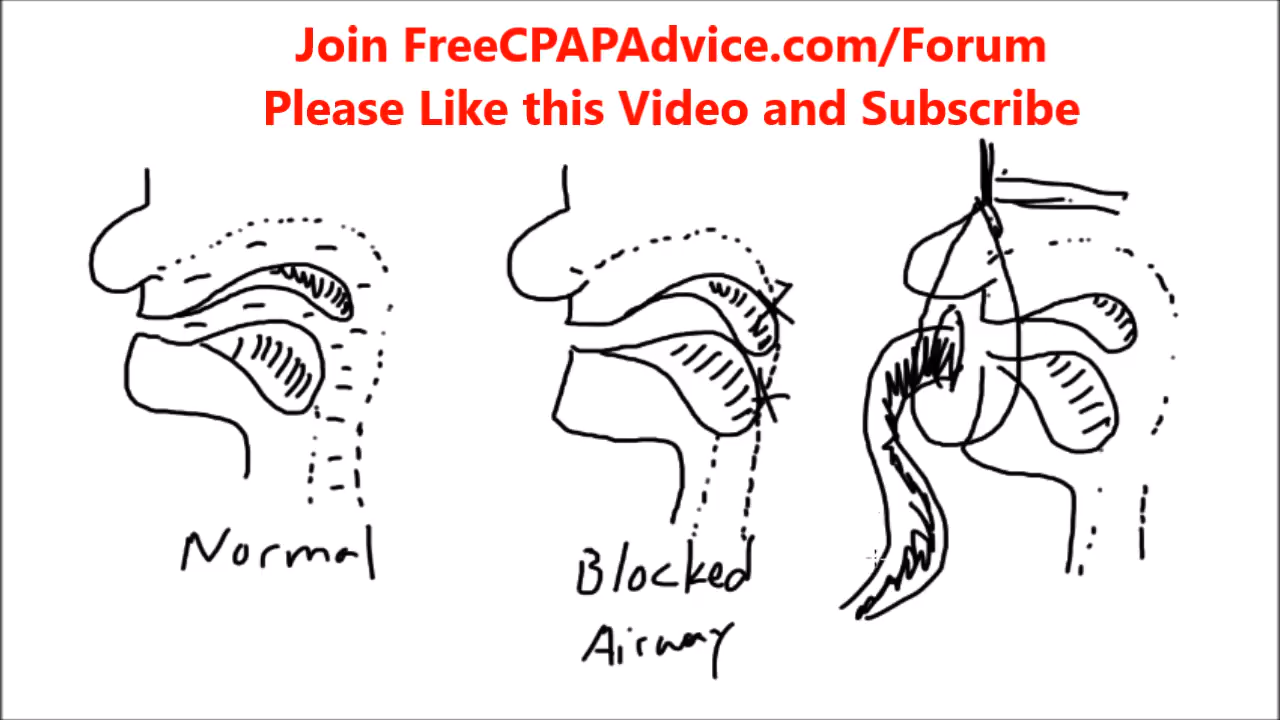 Join FreeCPAPAdvice.com/Forum
Please Like this Video and Subscribe
Normal
Blocked
Airway